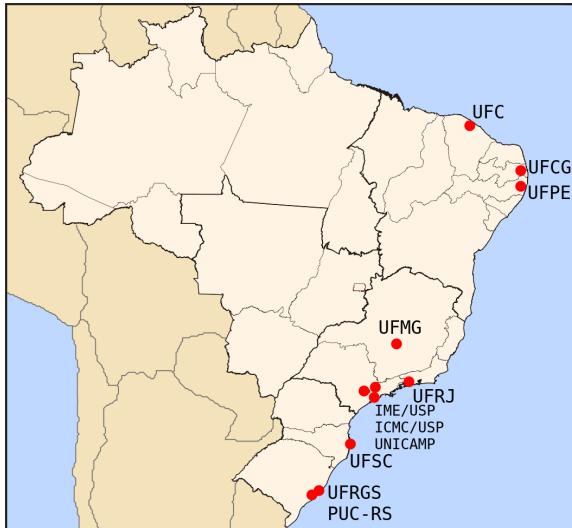 UFC
UFCG
UFPE
UFMG
UFRJ
IME/USP
ICMC/USP
UNICAMP
UFSC
UFRGS
PUC-RS